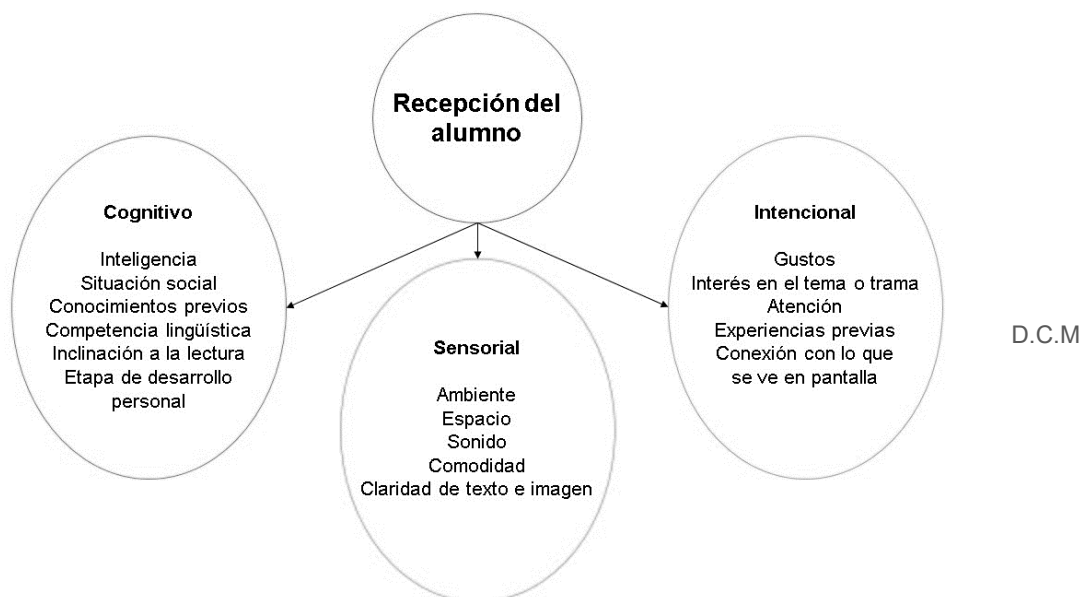 Recepción del
alumno
Cognitivo
Inteligencia
Situación social
Conocimientos previos
Competencia lingüística
Inclinación a la lectura
Etapa de desarrollo
personal
Sensorial
Ambiente
Espacio
Sonido
Comodidad
Claridad de texto e imagen
Intencional
Gustos
Interés en el tema o trama
Atención
Experiencias previas
Conexión con lo que
se ve en pantalla
D.C.M